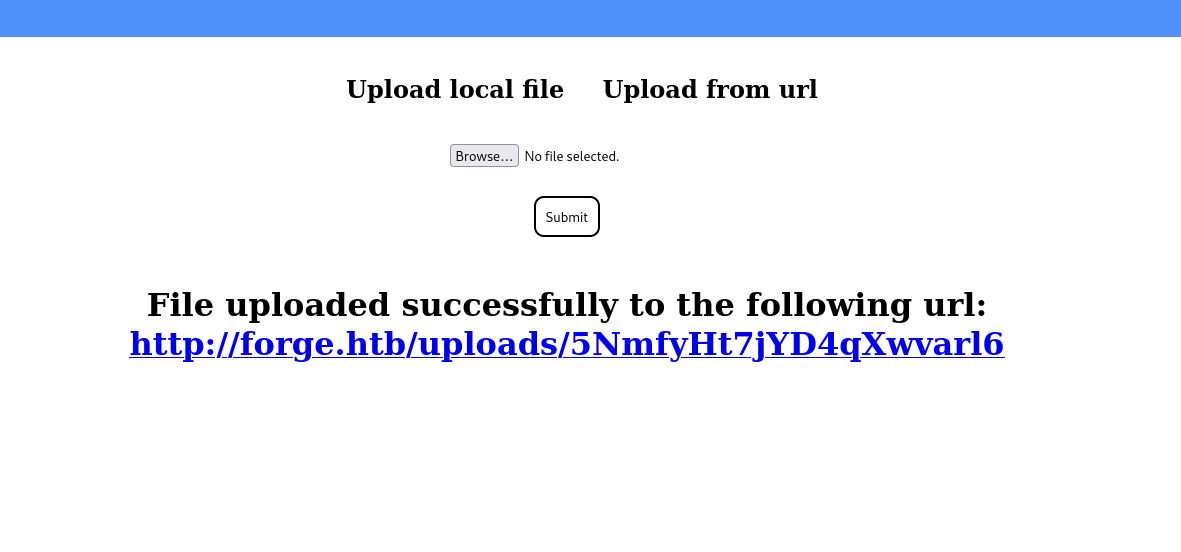 Upload local file Upload from url
Browse... No file selected.
Submit
File uploaded successfully to the following url:
http://forge.htb/uploads/5NmfyHt7jYD4qXwvarl6